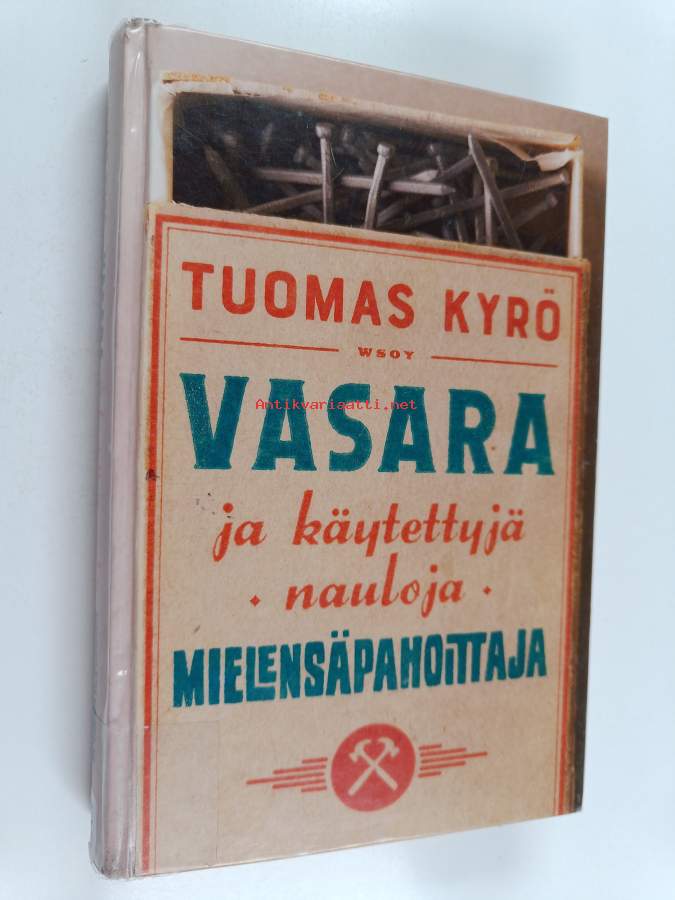 TUOMAS KYRÖ
WSOY
Antikvariaatti.net
VASARA
ja käytettyjä
· nauloja ·
MIELENSÄPAHOITTAJA